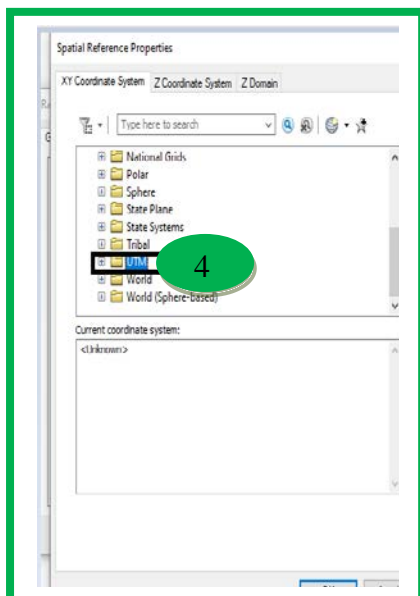 Spatial Reference Properties
XY Coordinate System Z Coordinate System Z Domain
Type here to search
National Grids
Polar
Sphere
State Plane
State Systems
Tribal
UTM
4
World
World (Sphere-based)
Current coordinate system:
<Unknown>